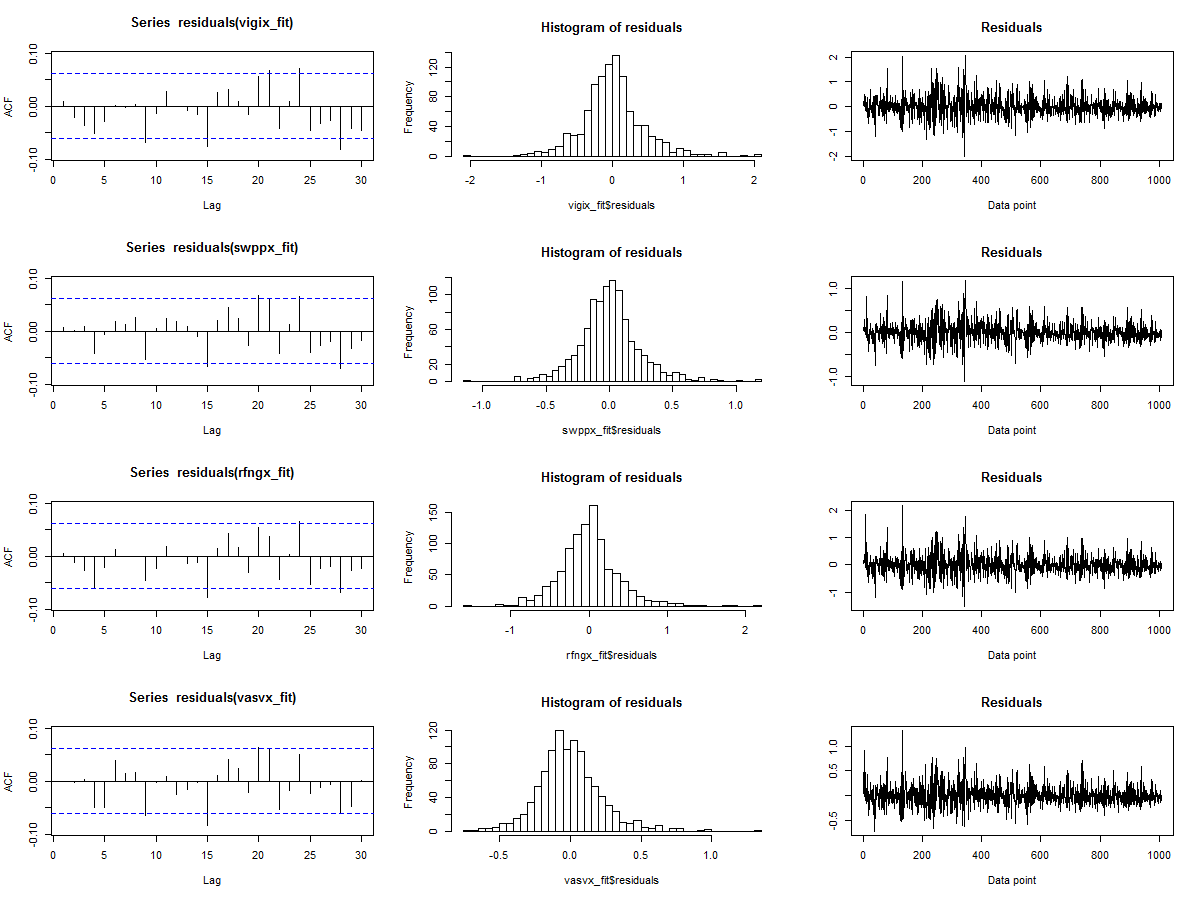 Series residuals(vigix_fit)
ACF
-0.10 0.00 0.10
0 5 10 15 20 25 30
Lag
Histogram of residuals
Frequency
0 40 80 120
-2 -1 0 1 2
vigix_fit$residuals
Residuals
-2 -1 0 1 2
0 200 400 600 800 1000
Data point
Series residuals(swppx_fit)
ACF
-0.10 0.00 0.10
0 5 10 15 20 25 30
Lag
Histogram of residuals
Frequency
0 20 60 100
-1.0 -0.5 0.0 0.5 1.0
swppx_fit$residuals
Residuals
-1.0 0.0 1.0
0 200 400 600 800 1000
Data point
Series residuals(rfngx_fit)
ACF
-0.10 0.00 0.10
0 5 10 15 20 25 30
Lag
Histogram of residuals
Frequency
0 50 100 150
-1 0 1 2
rfngx_fit$residuals
Residuals
-1 0 1 2
0 200 400 600 800 1000
Data point
Series residuals(vasvx_fit)
ACF
-0.10 0.00 0.10
0 5 10 15 20 25 30
Lag
Histogram of residuals
Frequency
0 40 80 120
-0.5 0.0 0.5 1.0
vasvx_fit$residuals
Residuals
-0.5 0.0 0.5 1.0
0 200 400 600 800 1000
Data point